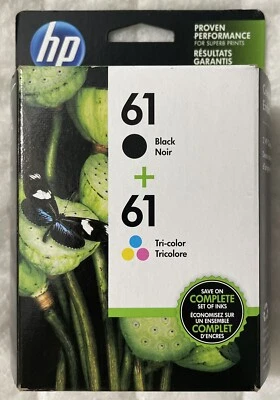 hp
PROVEN
PERFORMANCE
FOR SUPERB PRINTS
RÉSULTATS
GARANTIS
61
Black
Noir
+
61
Tri-color
Tricolore
SAVE ON
COMPLETE
SET OF INKS
ÉCONOMISEZ SUR
UN ENSEMBLE
COMPLET
D'ENCRES